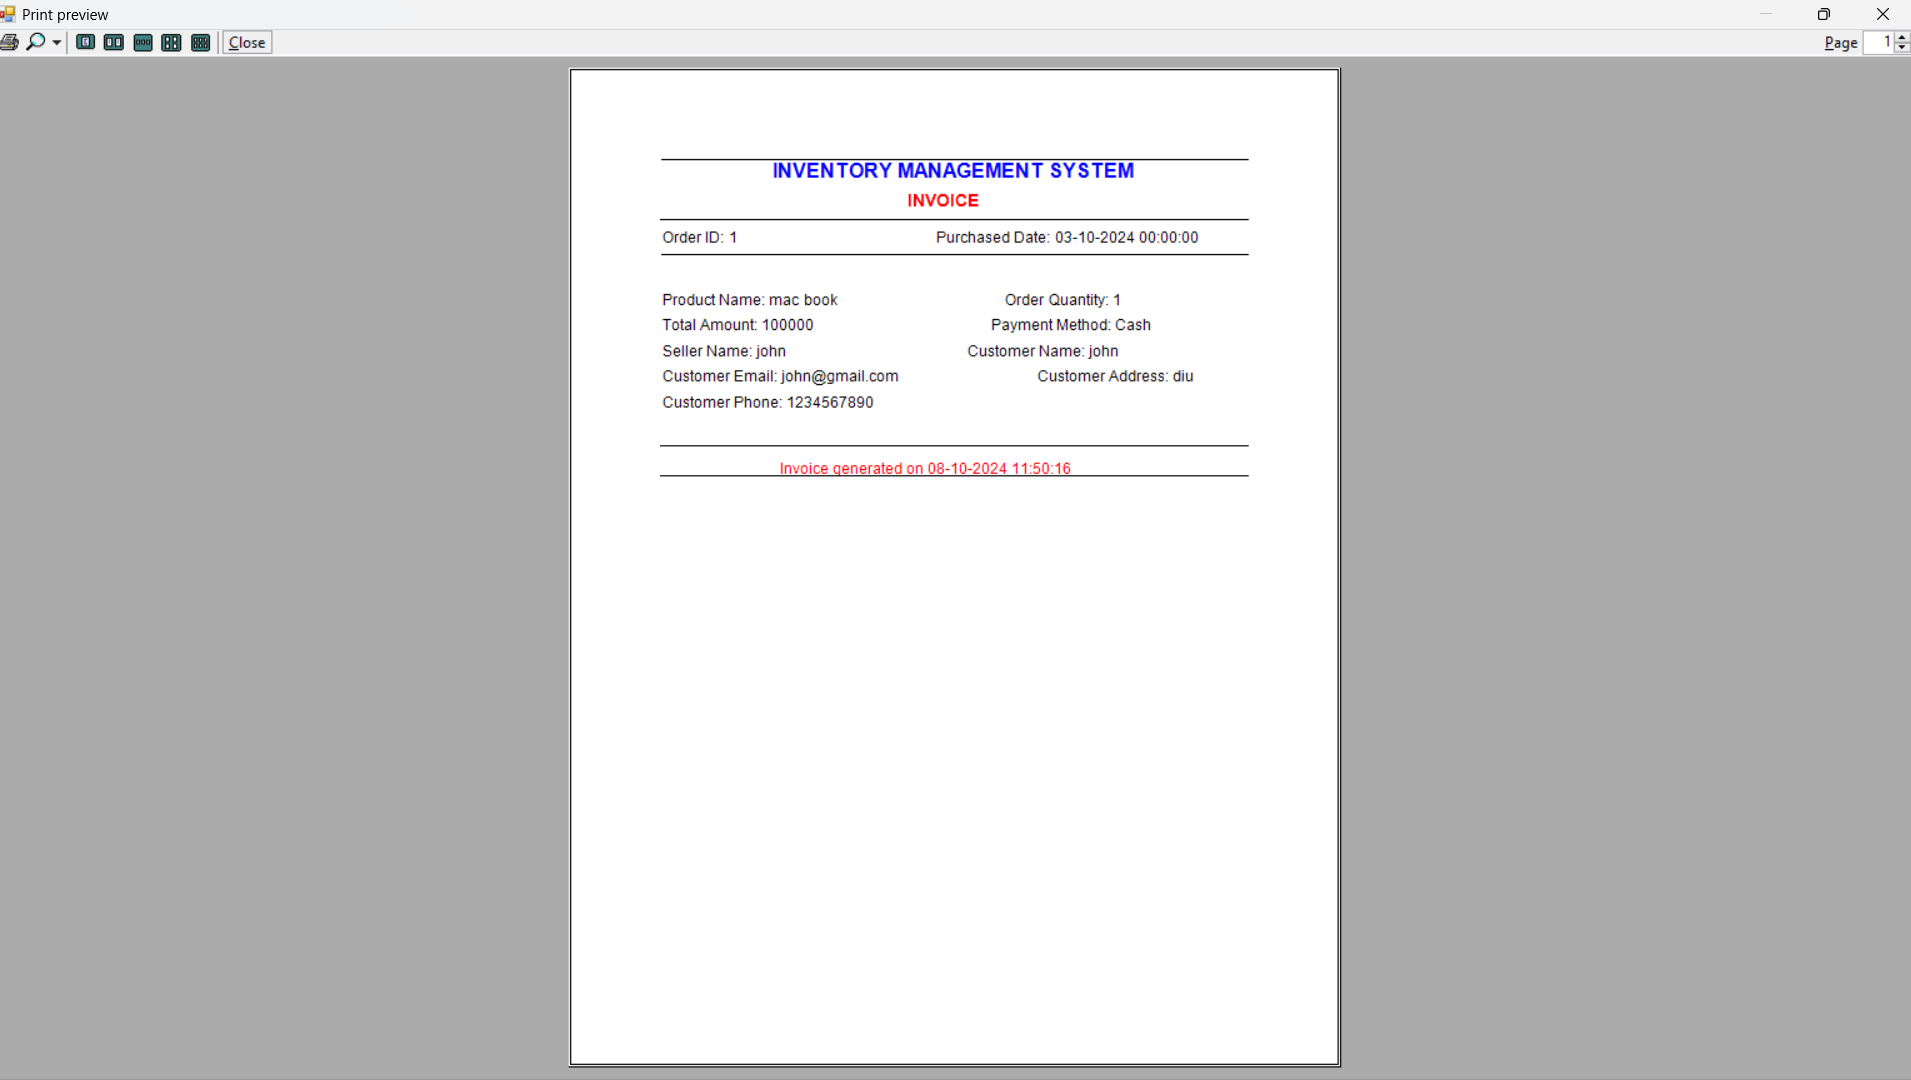 Print preview
Close
Page 1
INVENTORY MANAGEMENT SYSTEM
INVOICE
Order ID: 1 Purchased Date: 03-10-2024 00:00:00
Product Name: mac book Order Quantity: 1
Total Amount: 100000 Payment Method: Cash
Seller Name: john Customer Name: john
Customer Email: john@gmail.com Customer Address: diu
Customer Phone: 1234567890
Invoice generated on 08-10-2024 11:50:16